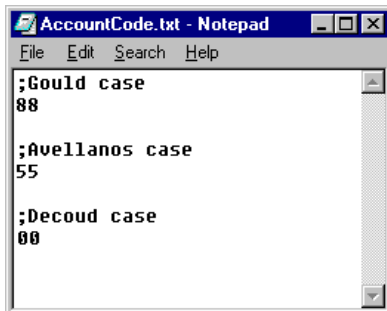 AccountCode.txt - Notepad
File Edit Search Help
;Gould case
88
;Avellanos case
55
;Decoud case
00